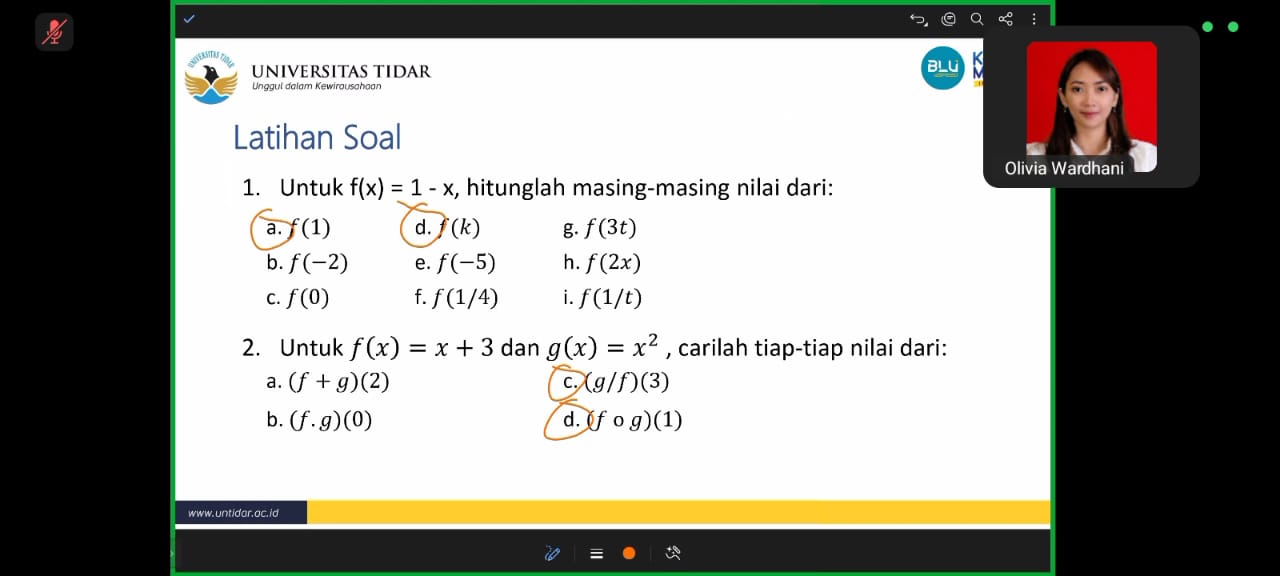 UNIVERSITAS TIDAR
UNIVERSITAS TIDAR
Unggul dalam Kewirausahaan
BLU
Olivia Wardhani
Latihan Soal
1. Untuk f(x) = 1 - x, hitunglah masing-masing nilai dari:
a. f(1) d. f(k) g. f(3t)
b. f(−2) e. f(−5) h. f(2x)
c. f(0) f. f(1/4) i. f(1/t)
2. Untuk f(x) = x + 3 dan g(x) = x² , carilah tiap-tiap nilai dari:
a. (f + g)(2) c. (g/f)(3)
b. (f.g)(0) d. (f o g)(1)
www.untidar.ac.id